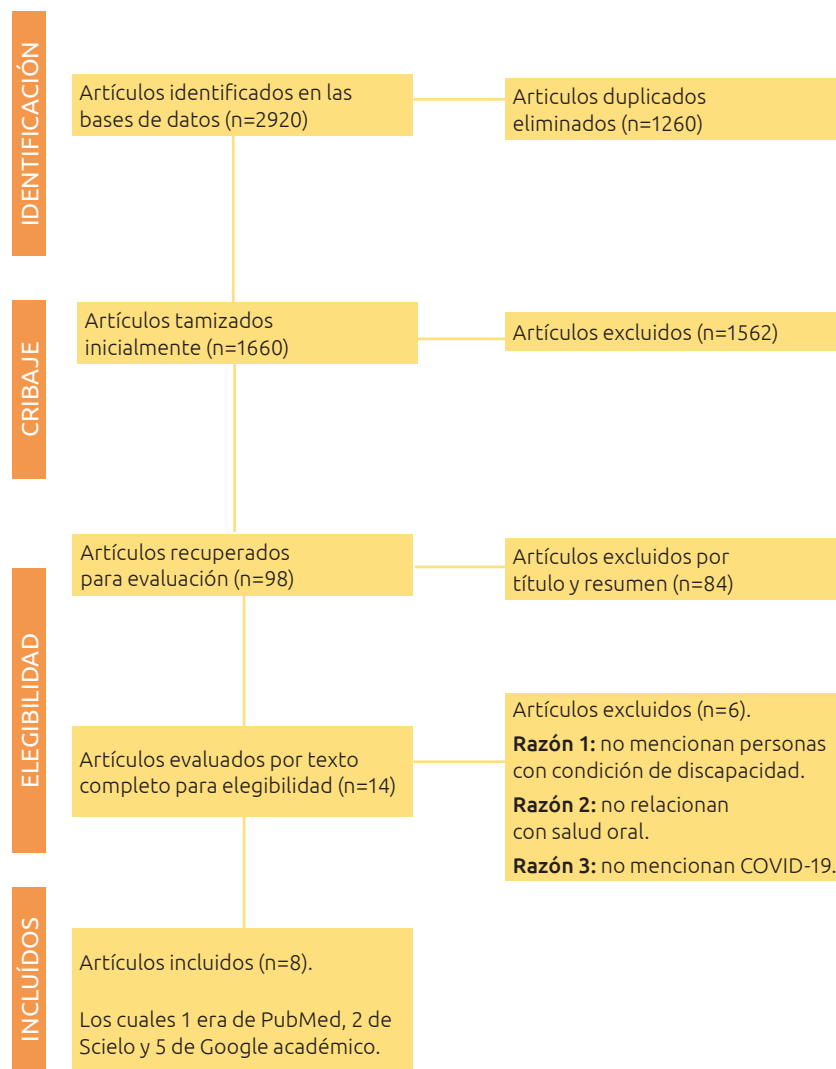 IDENTIFICACIÓN
Artículos identificados en las
bases de datos (n=2920)
Articulos duplicados
eliminados (n=1260)
CRIBAJE
Artículos tamizados
inicialmente (n=1660)
Artículos excluidos (n=1562)
ELEGIBILIDAD
Artículos recuperados
para evaluación (n=98)
Artículos excluidos por
título y resumen (n=84)
Artículos evaluados por texto
completo para elegibilidad (n=14)
Artículos excluidos (n=6).
Razón 1: no mencionan personas
con condición de discapacidad.
Razón 2: no relacionan
con salud oral.
Razón 3: no mencionan COVID-19.
INCLUÍDOS
Artículos incluidos (n=8).
Los cuales 1 era de PubMed, 2 de
Scielo y 5 de Google académico.